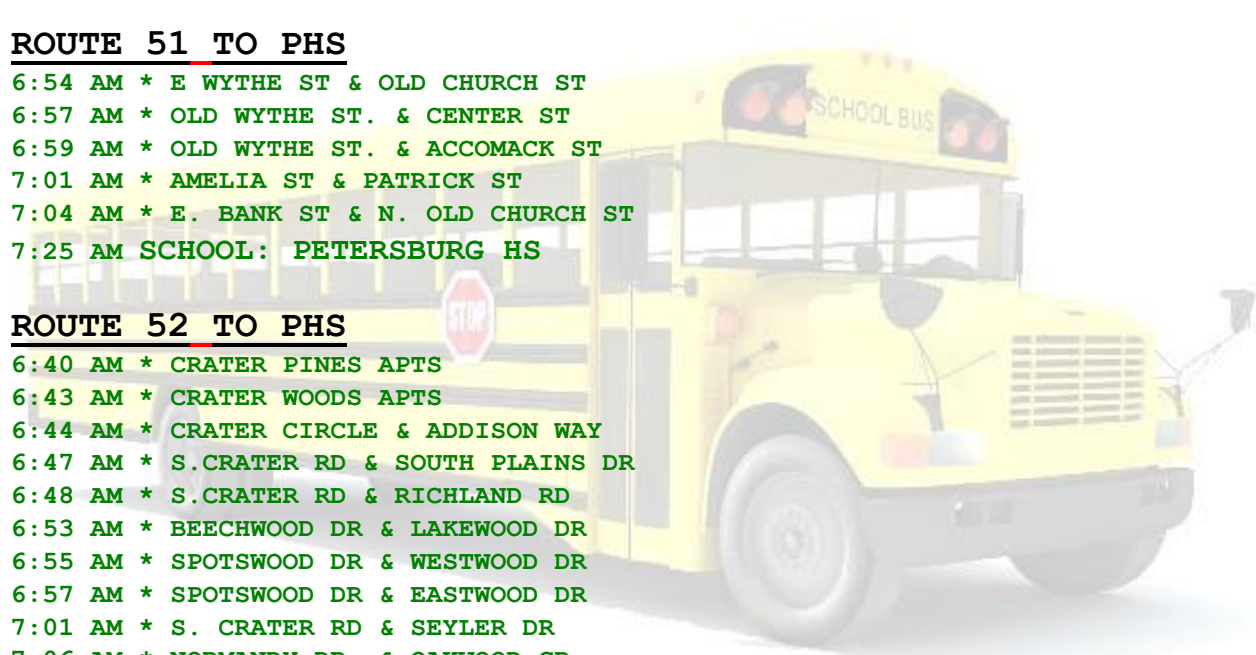 ROUTE 51 TO PHS
6:54 AM * E WYTHE ST & OLD CHURCH ST
6:57 AM * OLD WYTHE ST. & CENTER ST
6:59 AM * OLD WYTHE ST. & ACCOMACK ST
7:01 AM * AMELIA ST & PATRICK ST
7:04 AM * E. BANK ST & N. OLD CHURCH ST
7:25 AM SCHOOL: PETERSBURG HS
SCHOOL BUS
STOP
ROUTE 52 TO PHS
6:40 AM * CRATER PINES APTS
6:43 AM * CRATER WOODS APTS
6:44 AM * CRATER CIRCLE & ADDISON WAY
6:47 AM * S.CRATER RD & SOUTH PLAINS DR
6:48 AM * S.CRATER RD & RICHLAND RD
6:53 AM * BEECHWOOD DR & LAKEWOOD DR
6:55 AM * SPOTSWOOD DR & WESTWOOD DR
6:57 AM * SPOTSWOOD DR & EASTWOOD DR
7:01 AM * S. CRATER RD & SEYLER DR